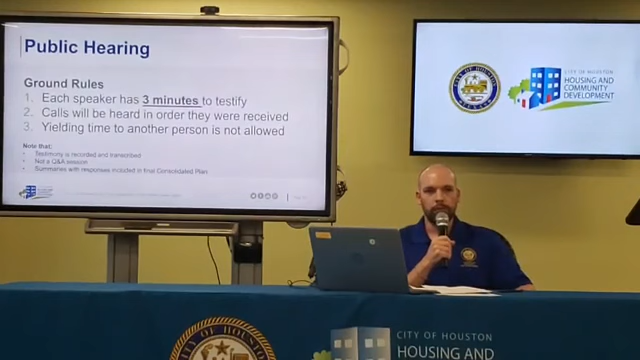 Public Hearing
Ground Rules
1. Each speaker has 3 minutes to testify
2. Calls will be heard in order they were received
3. Yielding time to another person is not allowed
Note that:
• Testimony is recorded and transcribed
• Not a Q&A session
• Summaries with responses included in final Consolidated Plan
CITY OF HOUSTON
HOUSING AND
COMMUNITY
DEVELOPMENT
CITY OF HOUSTON
HOUSING AND